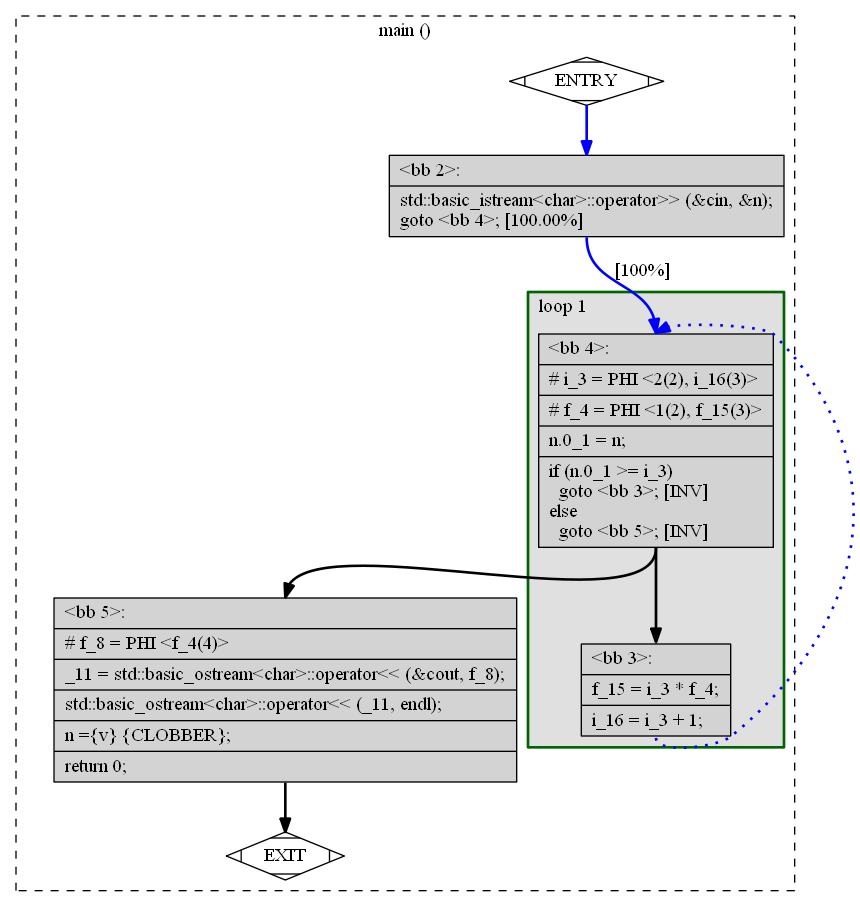 main ()
ENTRY
<bb 2>:
std::basic_istream<char>::operator>> (&cin, &n);
goto <bb 4>; [100.00%]
[100%]
loop 1
<bb 4>:
# i_3 = PHI <2(2), i_16(3)>
# f_4 = PHI <1(2), f_15(3)>
n.0_1 = n;
if (n.0_1 >= i_3)
goto <bb 3>; [INV]
else
goto <bb 5>; [INV]
<bb 5>:
# f_8 = PHI <f_4(4)>
_11 = std::basic_ostream<char>::operator<< (&cout, f_8);
std::basic_ostream<char>::operator<< (_11, endl);
n ={v} {CLOBBER};
return 0;
<bb 3>:
f_15 = i_3 * f_4;
i_16 = i_3 + 1;
EXIT